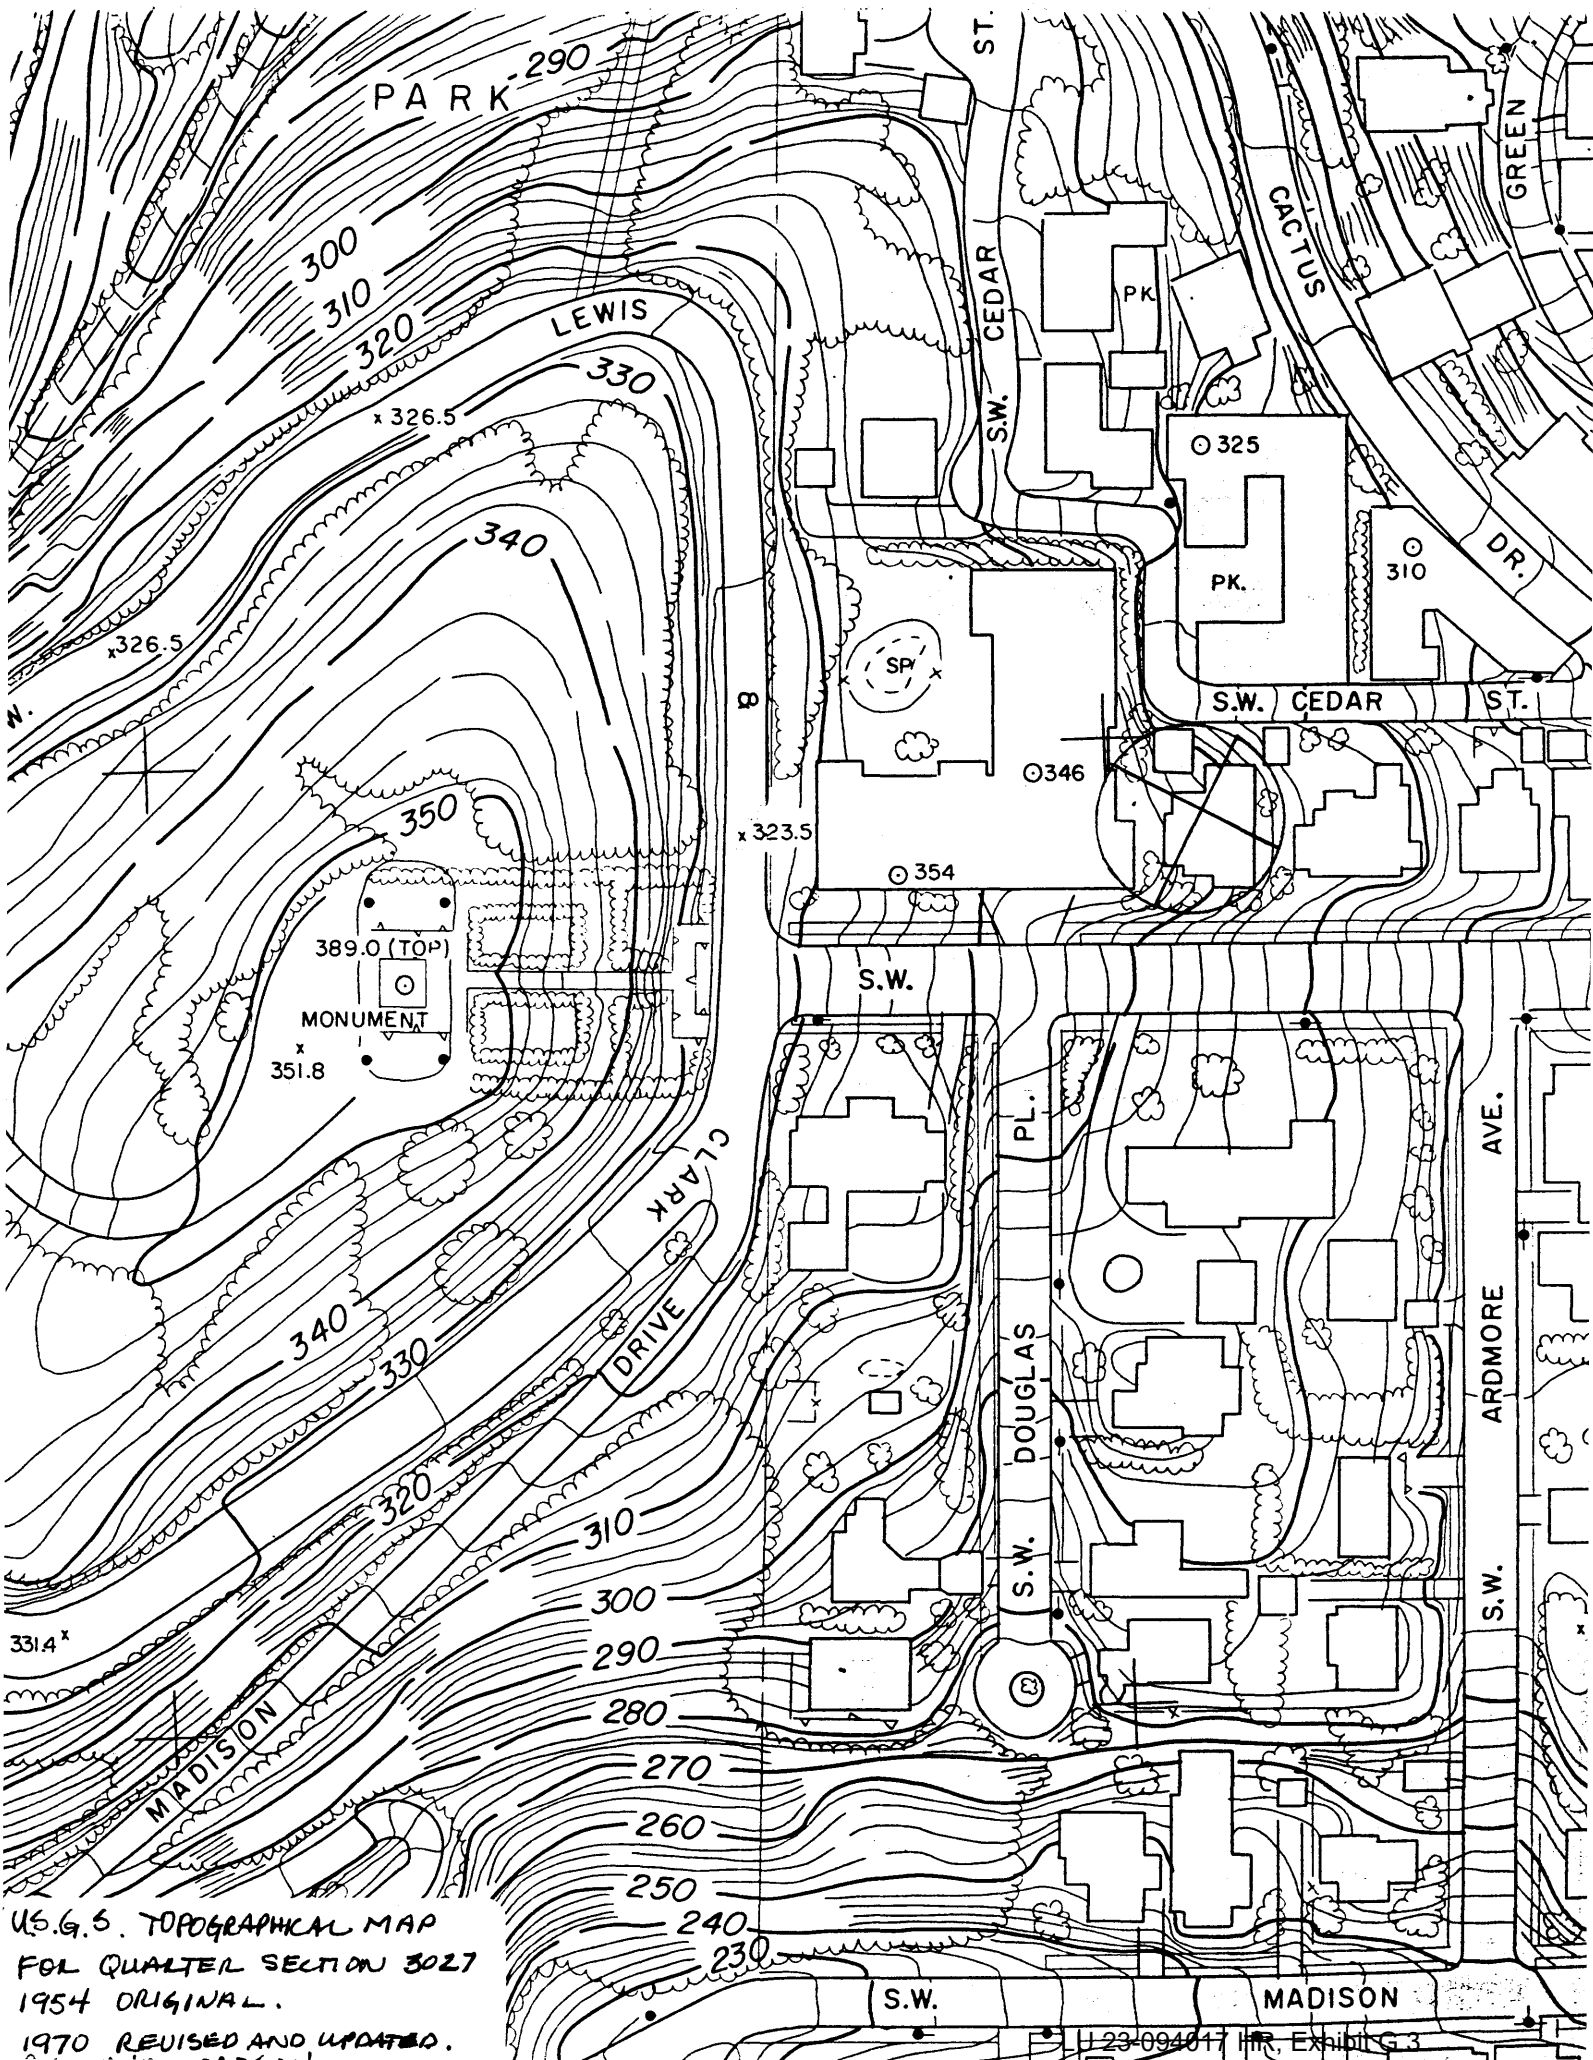 290
PARK
ST.
GREEN
CACTUS
300
310
320
LEWIS
CEDAR
PK.
330
x 326.5
S.W.
325
340
DR.
310
PK.
x326.5
SP
&
S.W. CEDAR ST.
W.
346
350
x 323.5
354
389.0 (TOP)
S.W.
MONUMENT
x
351.8
PL.
AVE.
CLARK
DRIVE
340
330
DOUGLAS
ARDMORE
320
310
300
S.W.
S.W.
331.4 x
290
280
MADISON
270
260
250
240
230
U.S.G.S. TOPOGRAPHICAL MAP
FOR QUARTER SECTION 3027
1954 ORIGINAL.
1970 REVISED AND UPDATED.
S.W. MADISON
LU 23-094017 HR, Exhibit G.3